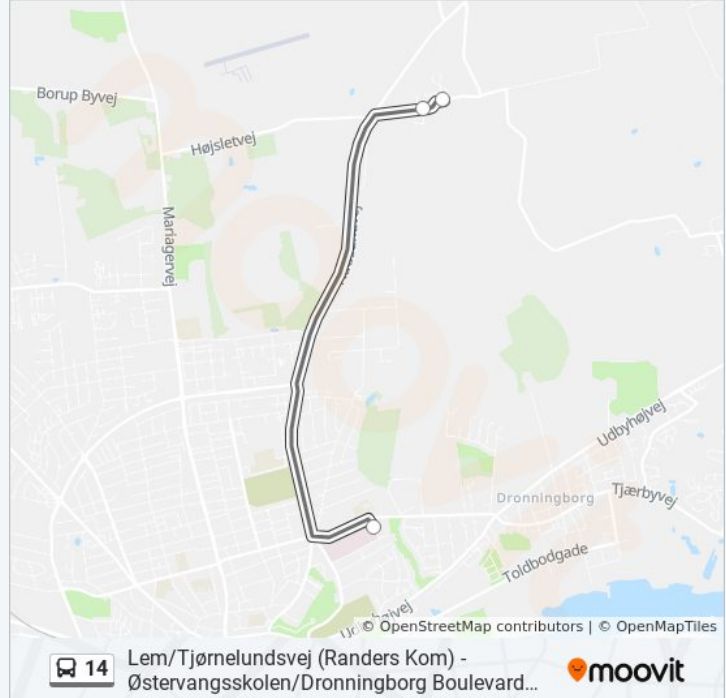 Borup Byvej
Højsletvej
Mariagervej
Udbyhøjvej
Dronningborg
Tjærbyvej
Toldbodgade
© OpenStreetMap contributors | © OpenMapTiles
14
Lem/Tjørnelundsvej (Randers Kom) -
Østervangsskolen/Dronningborg Boulevard...
moovit